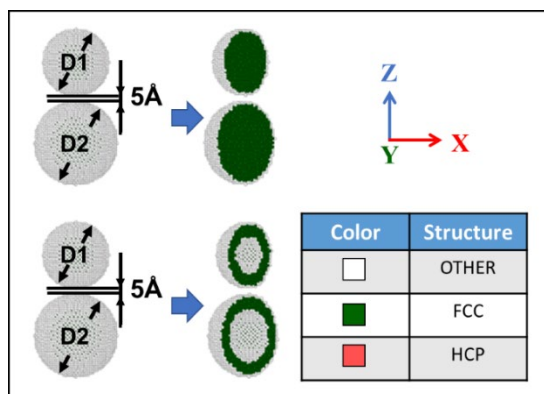 D1
5Å
D2
Z
Y
X
D1
5Å
D2
Color Structure
OTHER
FCC
HCP